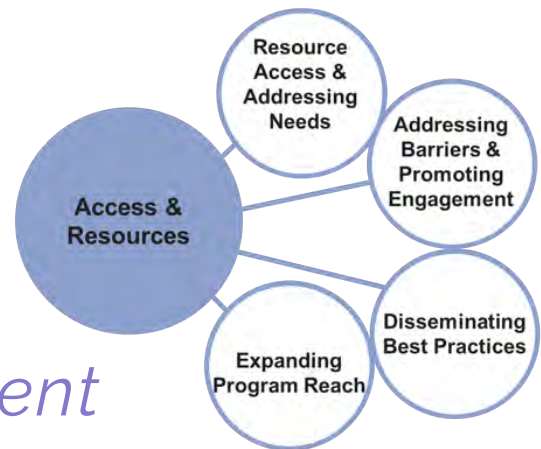 Resource
Access &
Addressing
Needs
Addressing
Barriers &
Promoting
Engagement
Access &
Resources
Disseminating
Best Practices
Expanding
Program Reach
ent